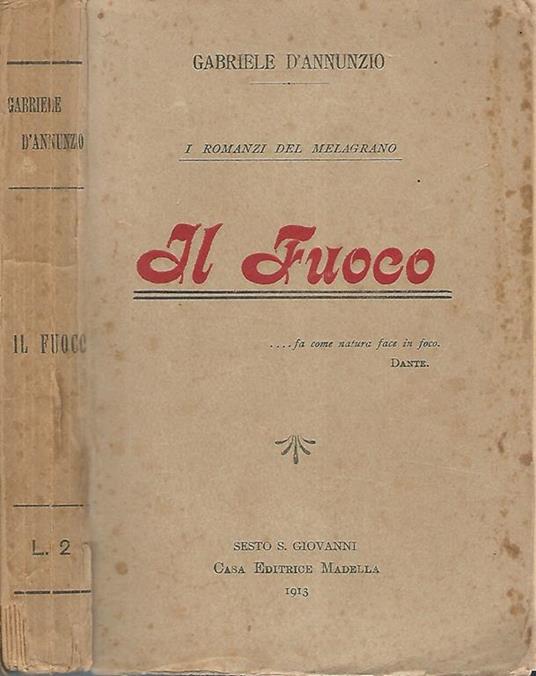 GABRIELE
D'ANNUNZIO
IL FUOCO
L. 2
GABRIELE D'ANNUNZIO
I ROMANZI DEL MELAGRANO
Il Fuoco
....fa come natura face in foco.
DANTE.
SESTO S. GIOVANNI
CASA EDITRICE MADELLA
1913